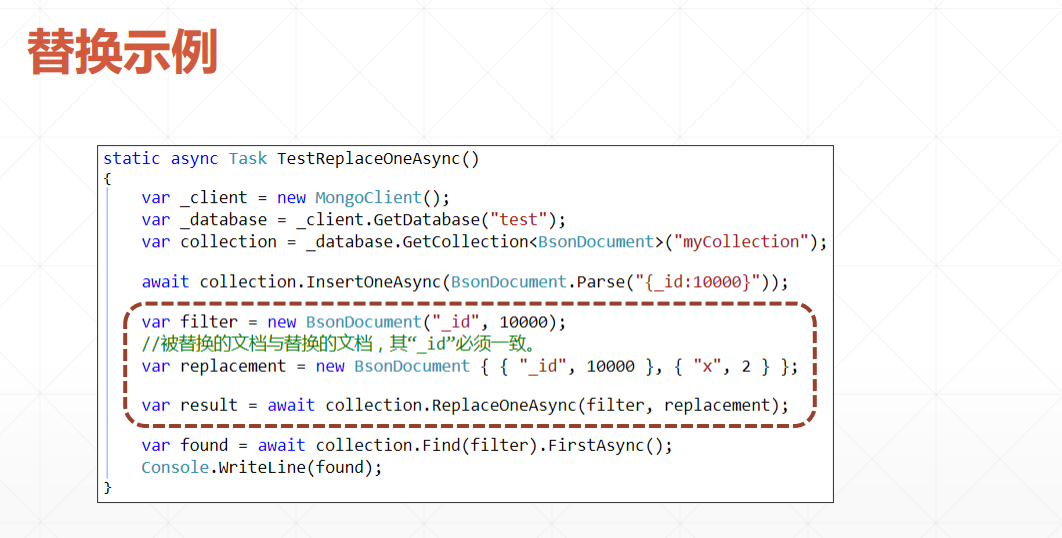 替换示例
static async Task TestReplaceOneAsync()
{
var _client = new MongoClient();
var _database = _client.GetDatabase("test");
var collection = _database.GetCollection<BsonDocument>("myCollection");
await collection.InsertOneAsync(BsonDocument.Parse("{_id:10000}"));
var filter = new BsonDocument("_id", 10000);
//被替换的文档与替换的文档，其“_id”必须一致。
var replacement = new BsonDocument { { "_id", 10000 }, { "x", 2 } };
var result = await collection.ReplaceOneAsync(filter, replacement);
var found = await collection.Find(filter).FirstAsync();
Console.WriteLine(found);
}